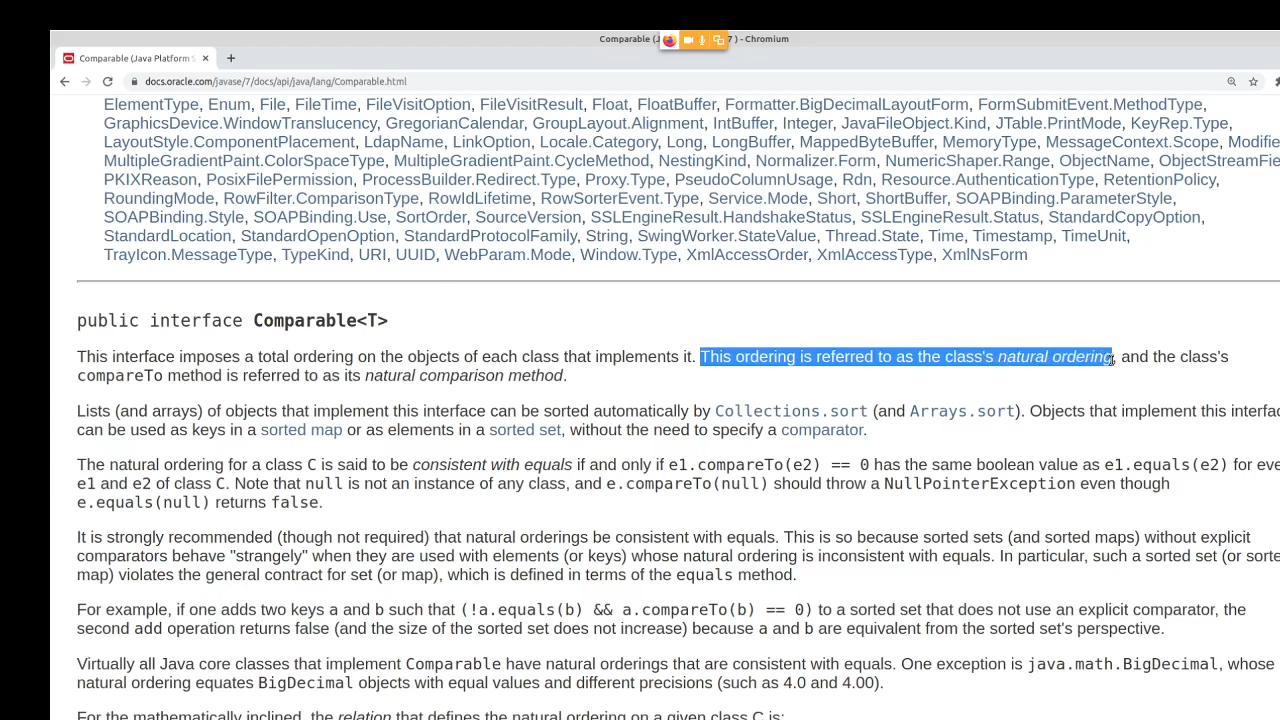 Comparable (J 7 ) - Chromium
Comparable (Java Platform S
docs.oracle.com/javase/7/docs/api/java/lang/Comparable.html
ElementType, Enum, File, FileTime, FileVisitOption, FileVisitResult, Float, FloatBuffer, Formatter.BigDecimalLayoutForm, FormSubmitEvent.MethodType,
GraphicsDevice.WindowTranslucency, GregorianCalendar, GroupLayout.Alignment, IntBuffer, Integer, JavaFileObject.Kind, JTable.PrintMode, KeyRep.Type,
LayoutStyle.ComponentPlacement, LdapName, LinkOption, Locale.Category, Long, LongBuffer, MappedByteBuffer, MemoryType, MessageContext.Scope, Modifie
MultipleGradientPaint.ColorSpaceType, MultipleGradientPaint.CycleMethod, NestingKind, Normalizer.Form, NumericShaper.Range, ObjectName, ObjectStreamFie
PKIXReason, PosixFilePermission, ProcessBuilder.Redirect.Type, Proxy.Type, PseudoColumnUsage, Rdn, Resource.AuthenticationType, RetentionPolicy,
RoundingMode, RowFilter.ComparisonType, RowIdLifetime, RowSorterEvent.Type, Service.Mode, Short, ShortBuffer, SOAPBinding.ParameterStyle,
SOAPBinding.Style, SOAPBinding.Use, SortOrder, SourceVersion, SSLEngineResult.HandshakeStatus, SSLEngineResult.Status, StandardCopyOption,
StandardLocation, StandardOpenOption, StandardProtocolFamily, String, SwingWorker.StateValue, Thread.State, Time, Timestamp, TimeUnit,
TrayIcon.MessageType, TypeKind, URI, UUID, WebParam.Mode, Window.Type, XmlAccessOrder, XmlAccessType, XmlNsForm
public interface Comparable<T>
This interface imposes a total ordering on the objects of each class that implements it. This ordering is referred to as the class's natural ordering, and the class's
compareTo method is referred to as its natural comparison method.
Lists (and arrays) of objects that implement this interface can be sorted automatically by Collections.sort (and Arrays.sort). Objects that implement this interfac
can be used as keys in a sorted map or as elements in a sorted set, without the need to specify a comparator.
The natural ordering for a class C is said to be consistent with equals if and only if e1.compareTo(e2) == 0 has the same boolean value as e1.equals(e2) for eve
e1 and e2 of class C. Note that null is not an instance of any class, and e.compareTo(null) should throw a NullPointerException even though
e.equals(null) returns false.
It is strongly recommended (though not required) that natural orderings be consistent with equals. This is so because sorted sets (and sorted maps) without explicit
comparators behave "strangely" when they are used with elements (or keys) whose natural ordering is inconsistent with equals. In particular, such a sorted set (or sorte
map) violates the general contract for set (or map), which is defined in terms of the equals method.
For example, if one adds two keys a and b such that (!a.equals(b) && a.compareTo(b) == 0) to a sorted set that does not use an explicit comparator, the
second add operation returns false (and the size of the sorted set does not increase) because a and b are equivalent from the sorted set's perspective.
Virtually all Java core classes that implement Comparable have natural orderings that are consistent with equals. One exception is java.math.BigDecimal, whose
natural ordering equates BigDecimal objects with equal values and different precisions (such as 4.0 and 4.00).
For the mathematically inclined, the relation that defines the natural ordering on a given class C is: